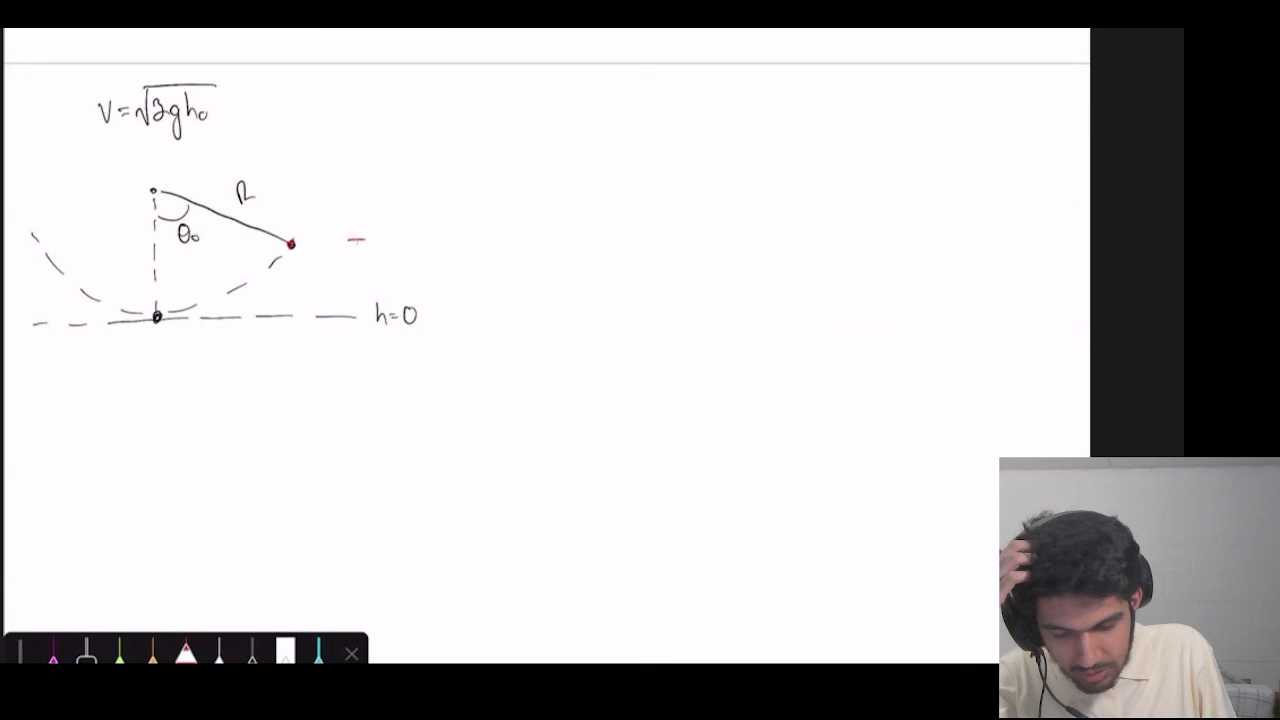 V=√2gh₀
R
θ₀
h=0